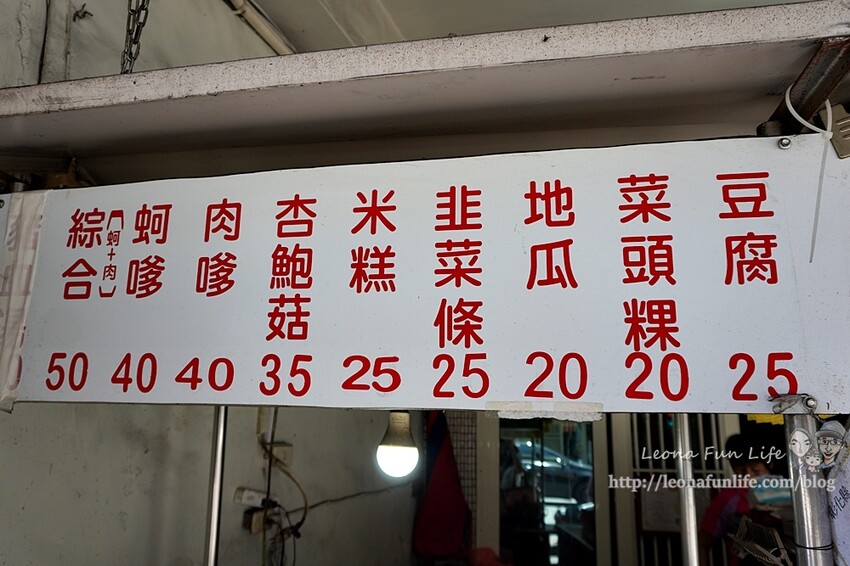 豆腐 25
菜頭粿 20
地瓜 20
韭菜條 25
米糕 25
杏鮑菇 35
肉嗲 40
蚵嗲 40
綜合(蚵+肉) 50
Leona Fun Life
http://leonafunlife.com/blog